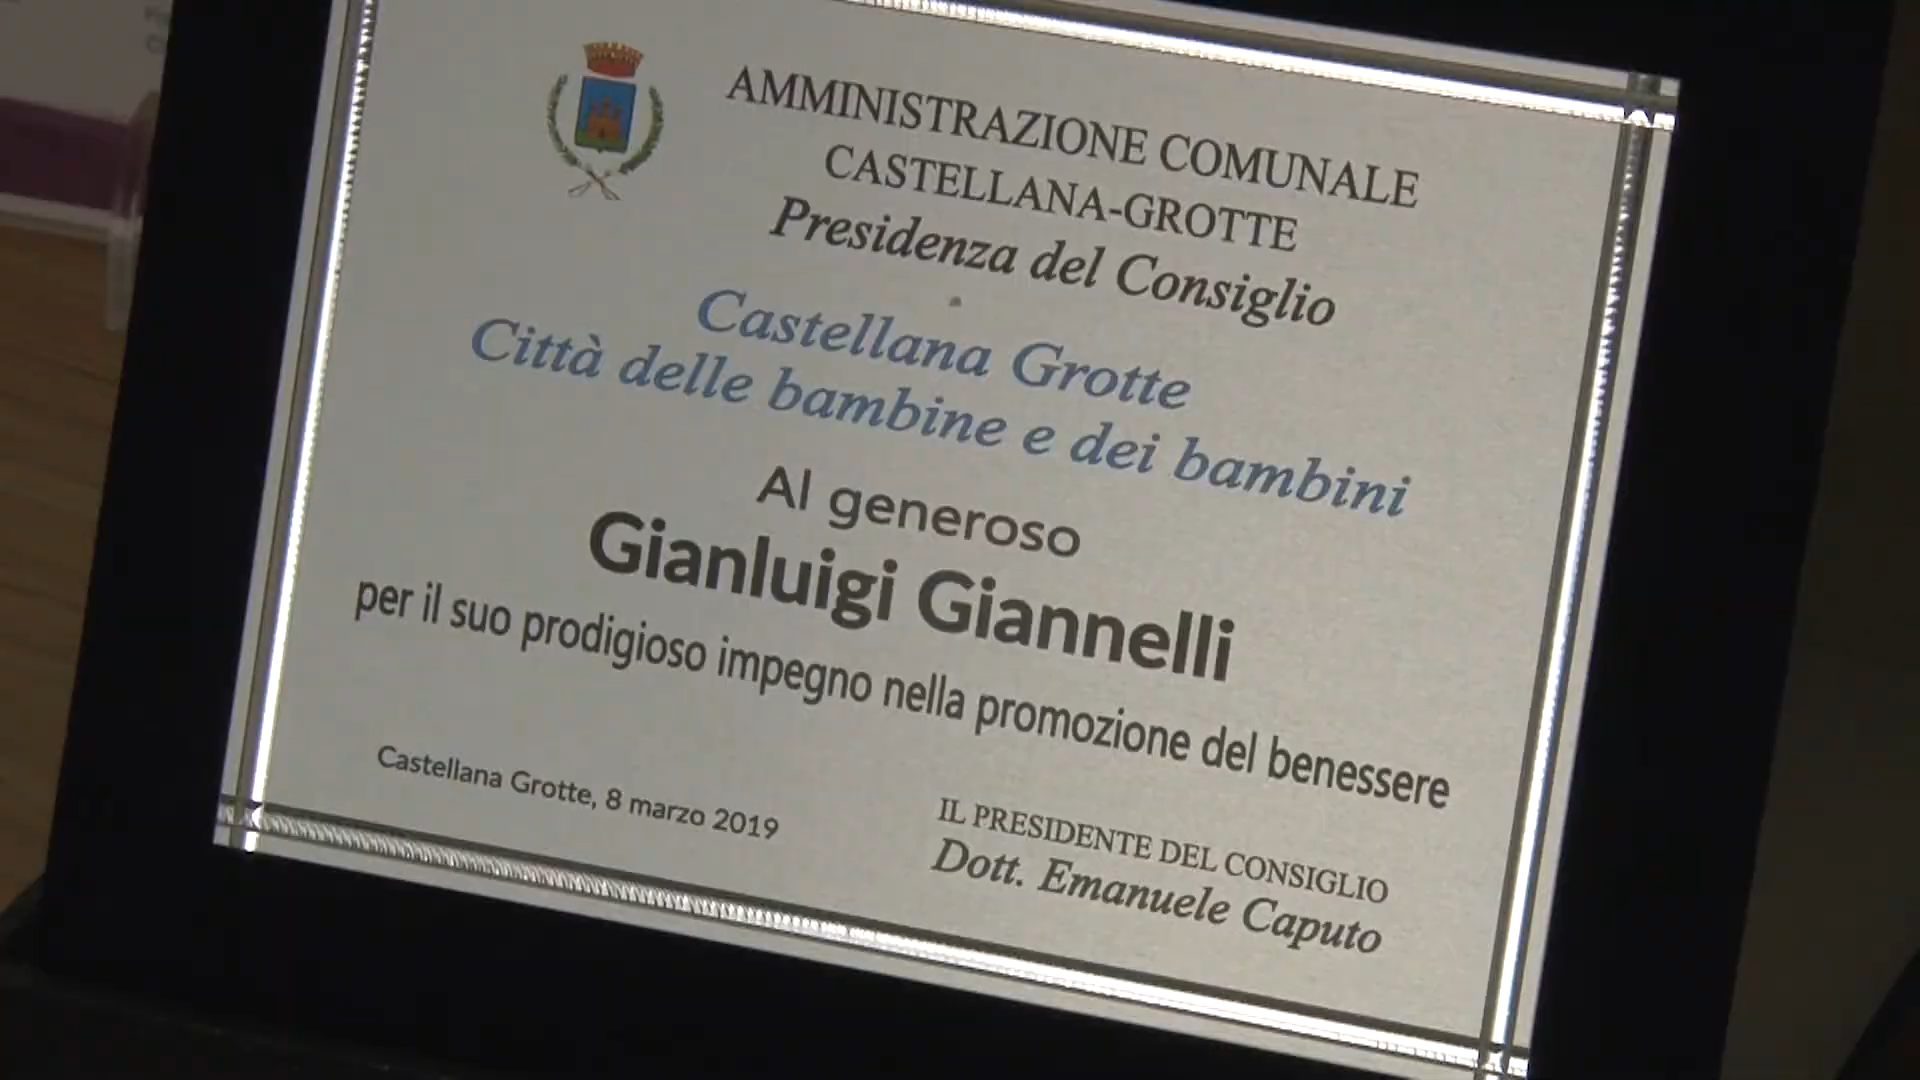 AMMINISTRAZIONE COMUNALE
CASTELLANA-GROTTE
Presidenza del Consiglio
Castellana Grotte
Città delle bambine e dei bambini
Al generoso
Gianluigi Giannelli
per il suo prodigioso impegno nella promozione del benessere
Castellana Grotte, 8 marzo 2019
IL PRESIDENTE DEL CONSIGLIO
Dott. Emanuele Caputo